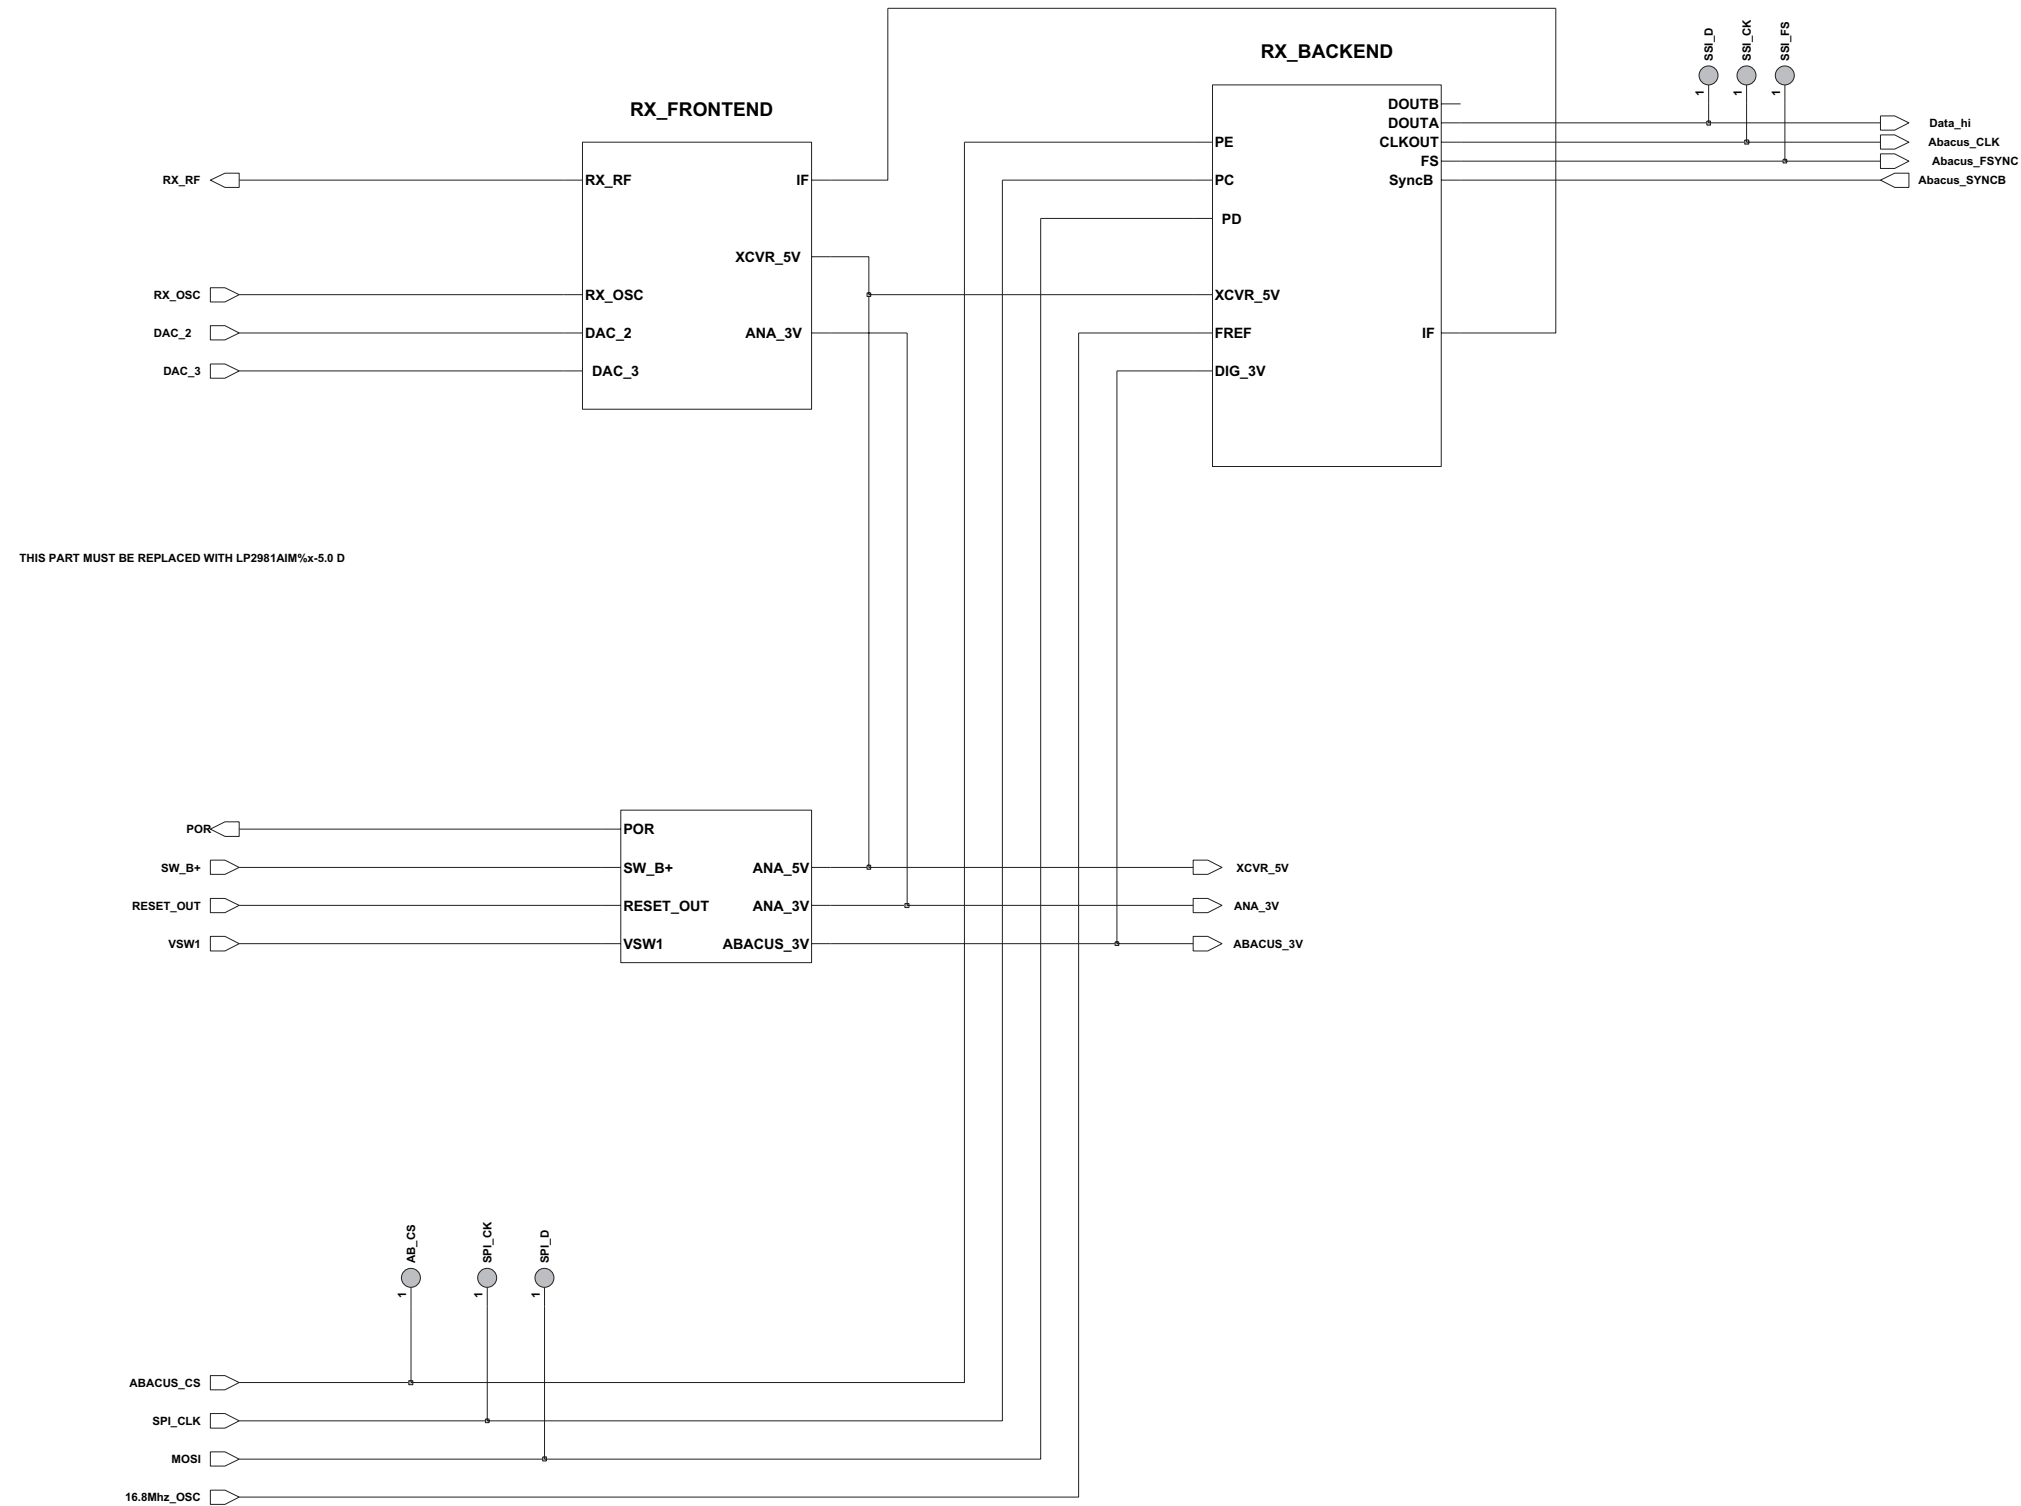 SSI_D
SSI_CK
SSI_FS
RX_BACKEND
1
1
1
RX_FRONTEND
DOUTB
DOUTA
Data_hi
PE
CLKOUT
Abacus_CLK
FS
Abacus_FSYNC
RX_RF
RX_RF
IF
PC
SyncB
Abacus_SYNCB
PD
XCVR_5V
RX_OSC
RX_OSC
XCVR_5V
DAC_2
DAC_2
ANA_3V
FREF
IF
DAC_3
DAC_3
DIG_3V
THIS PART MUST BE REPLACED WITH LP2981AIM%x-5.0 D
POR
POR
SW_B+
SW_B+
ANA_5V
XCVR_5V
RESET_OUT
RESET_OUT
ANA_3V
ANA_3V
VSW1
VSW1
ABACUS_3V
ABACUS_3V
AB_CS
SPI_CK
SPI_D
1
1
1
ABACUS_CS
SPI_CLK
MOSI
16.8Mhz_OSC